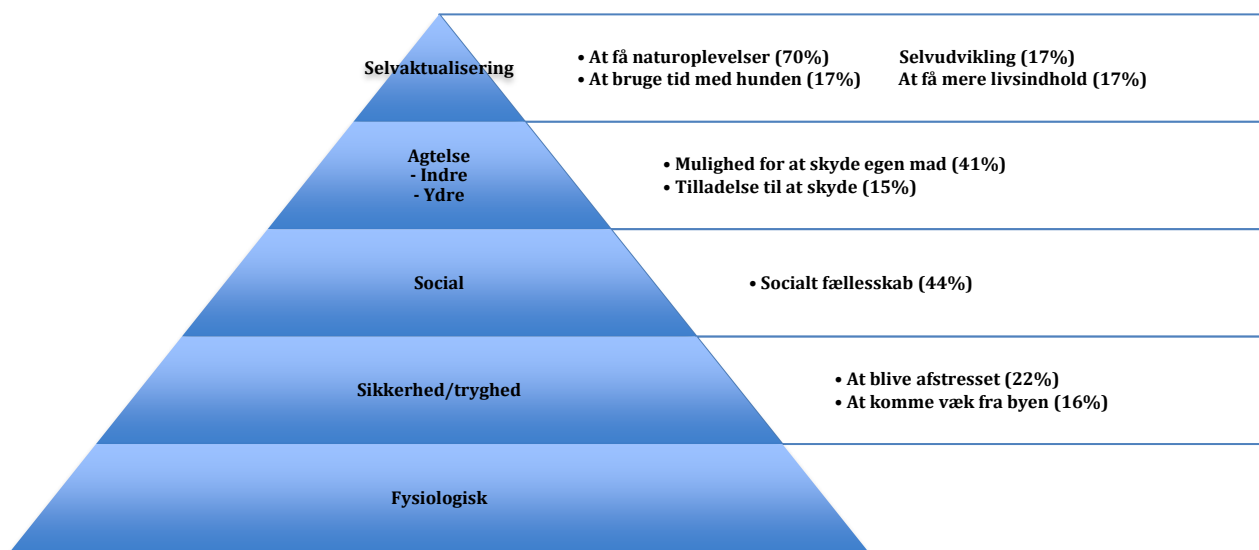 Selvaktualisering
• At få naturoplevelser (70%) Selvudvikling (17%)
• At bruge tid med hunden (17%) At få mere livsindhold (17%)
Agtelse
- Indre
- Ydre
• Mulighed for at skyde egen mad (41%)
• Tilladelse til at skyde (15%)
Social
• Socialt fællesskab (44%)
Sikkerhed/tryghed
• At blive afstresset (22%)
• At komme væk fra byen (16%)
Fysiologisk